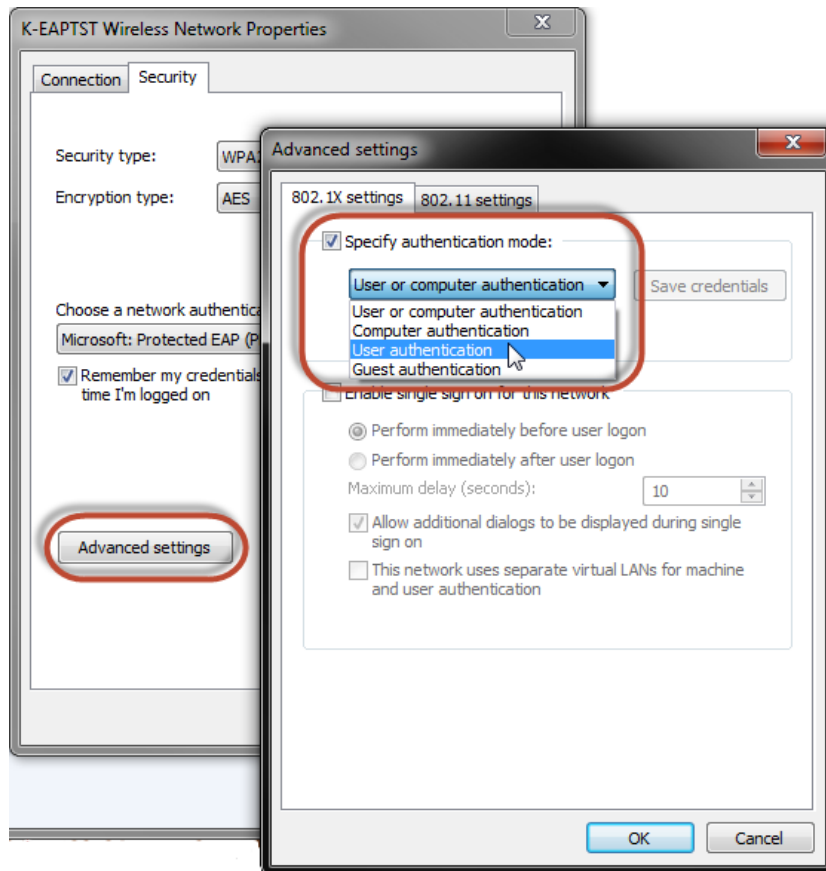 K-EAPTST Wireless Network Properties
Connection Security
Security type: WPA2
Encryption type: AES
Choose a network authentica
Microsoft: Protected EAP (P
Remember my credentials
time I'm logged on
Advanced settings
Advanced settings
802.1X settings 802.11 settings
Specify authentication mode:
User or computer authentication Save credentials
User or computer authentication
Computer authentication
User authentication
Guest authentication
Enable single sign on for this network
Perform immediately before user logon
Perform immediately after user logon
Maximum delay (seconds): 10
Allow additional dialogs to be displayed during single
sign on
This network uses separate virtual LANs for machine
and user authentication
OK Cancel